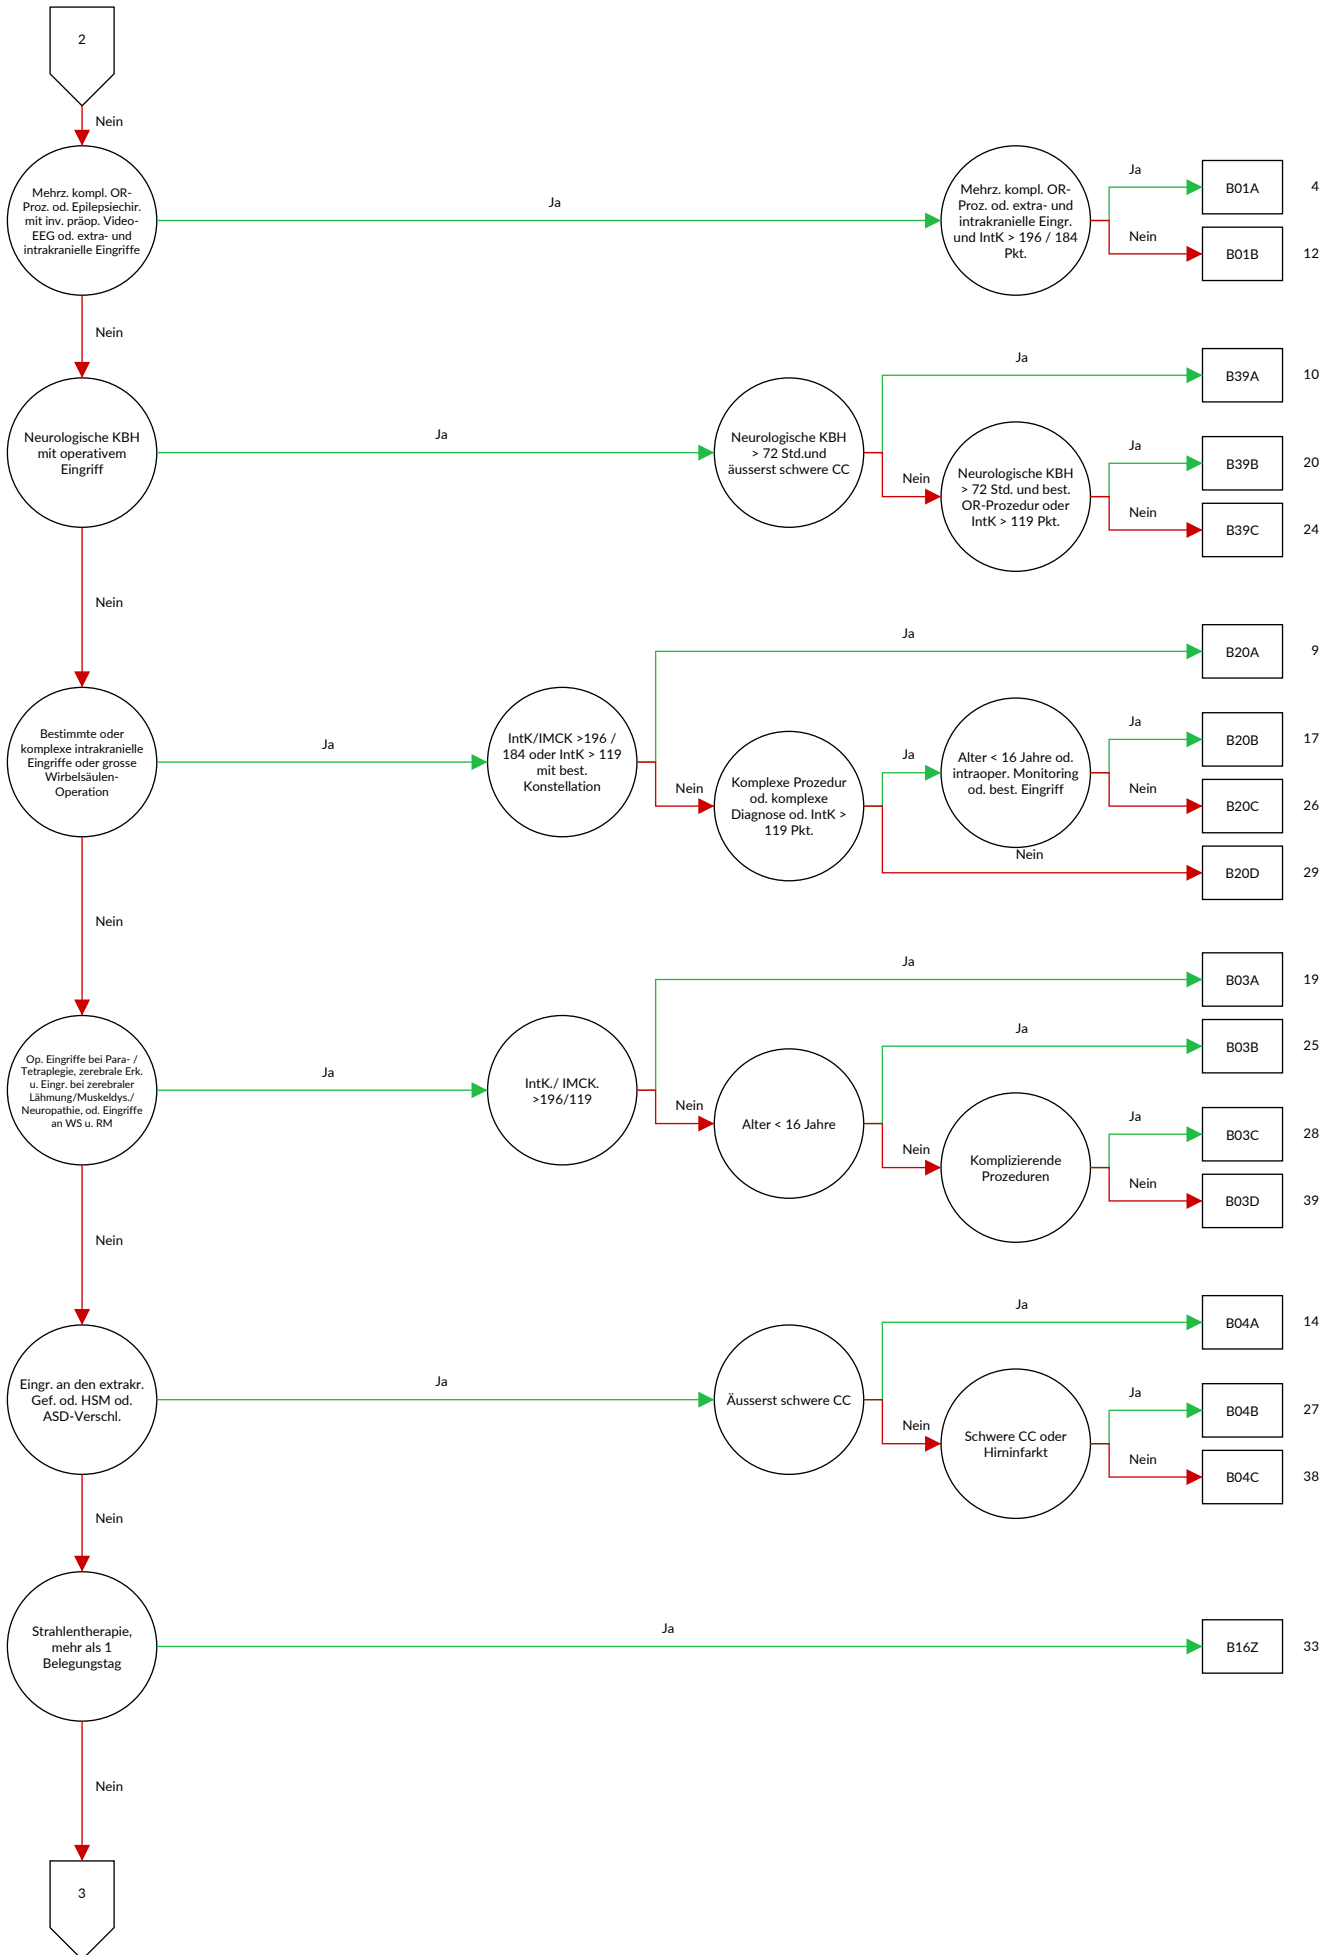 2
Nein
Mehrz. kompl. OR-
Proz. od. Epilepsiechir.
mit inv. präop. Video-
EEG od. extra- und
intrakranielle Eingriffe
Ja
Mehrz. kompl. OR-
Proz. od. extra- und
intrakranielle Eingr.
und IntK > 196 / 184
Pkt.
Ja
B01A
4
Nein
B01B
12
Nein
Neurologische KBH
mit operativem
Eingriff
Ja
Neurologische KBH
> 72 Std.und
äusserst schwere CC
Ja
B39A
10
Nein
Neurologische KBH
> 72 Std. und best.
OR-Prozedur oder
IntK > 119 Pkt.
Ja
B39B
20
Nein
B39C
24
Nein
Bestimmte oder
komplexe intrakranielle
Eingriffe oder grosse
Wirbelsäulen-
Operation
Ja
IntK/IMCK >196 /
184 oder IntK > 119
mit best.
Konstellation
Ja
B20A
9
Nein
Komplexe Prozedur
od. komplexe
Diagnose od. IntK >
119 Pkt.
Ja
Alter < 16 Jahre od.
intraoper. Monitoring
od. best. Eingriff
Ja
B20B
17
Nein
B20C
26
Nein
B20D
29
Nein
Op. Eingriffe bei Para- /
Tetraplegie, zerebrale Erk.
u. Eingr. bei zerebraler
Lähmung/Muskeldys./
Neuropathie, od. Eingriffe
an WS u. RM
Ja
IntK./ IMCK.
>196/119
Ja
B03A
19
Nein
Alter < 16 Jahre
Ja
B03B
25
Nein
Komplizierende
Prozeduren
Ja
B03C
28
Nein
B03D
39
Nein
Eingr. an den extrakr.
Gef. od. HSM od.
ASD-Verschl.
Ja
Äusserst schwere CC
Ja
B04A
14
Nein
Schwere CC oder
Hirninfarkt
Ja
B04B
27
Nein
B04C
38
Nein
Strahlentherapie,
mehr als 1
Belegungstag
Ja
B16Z
33
Nein
3